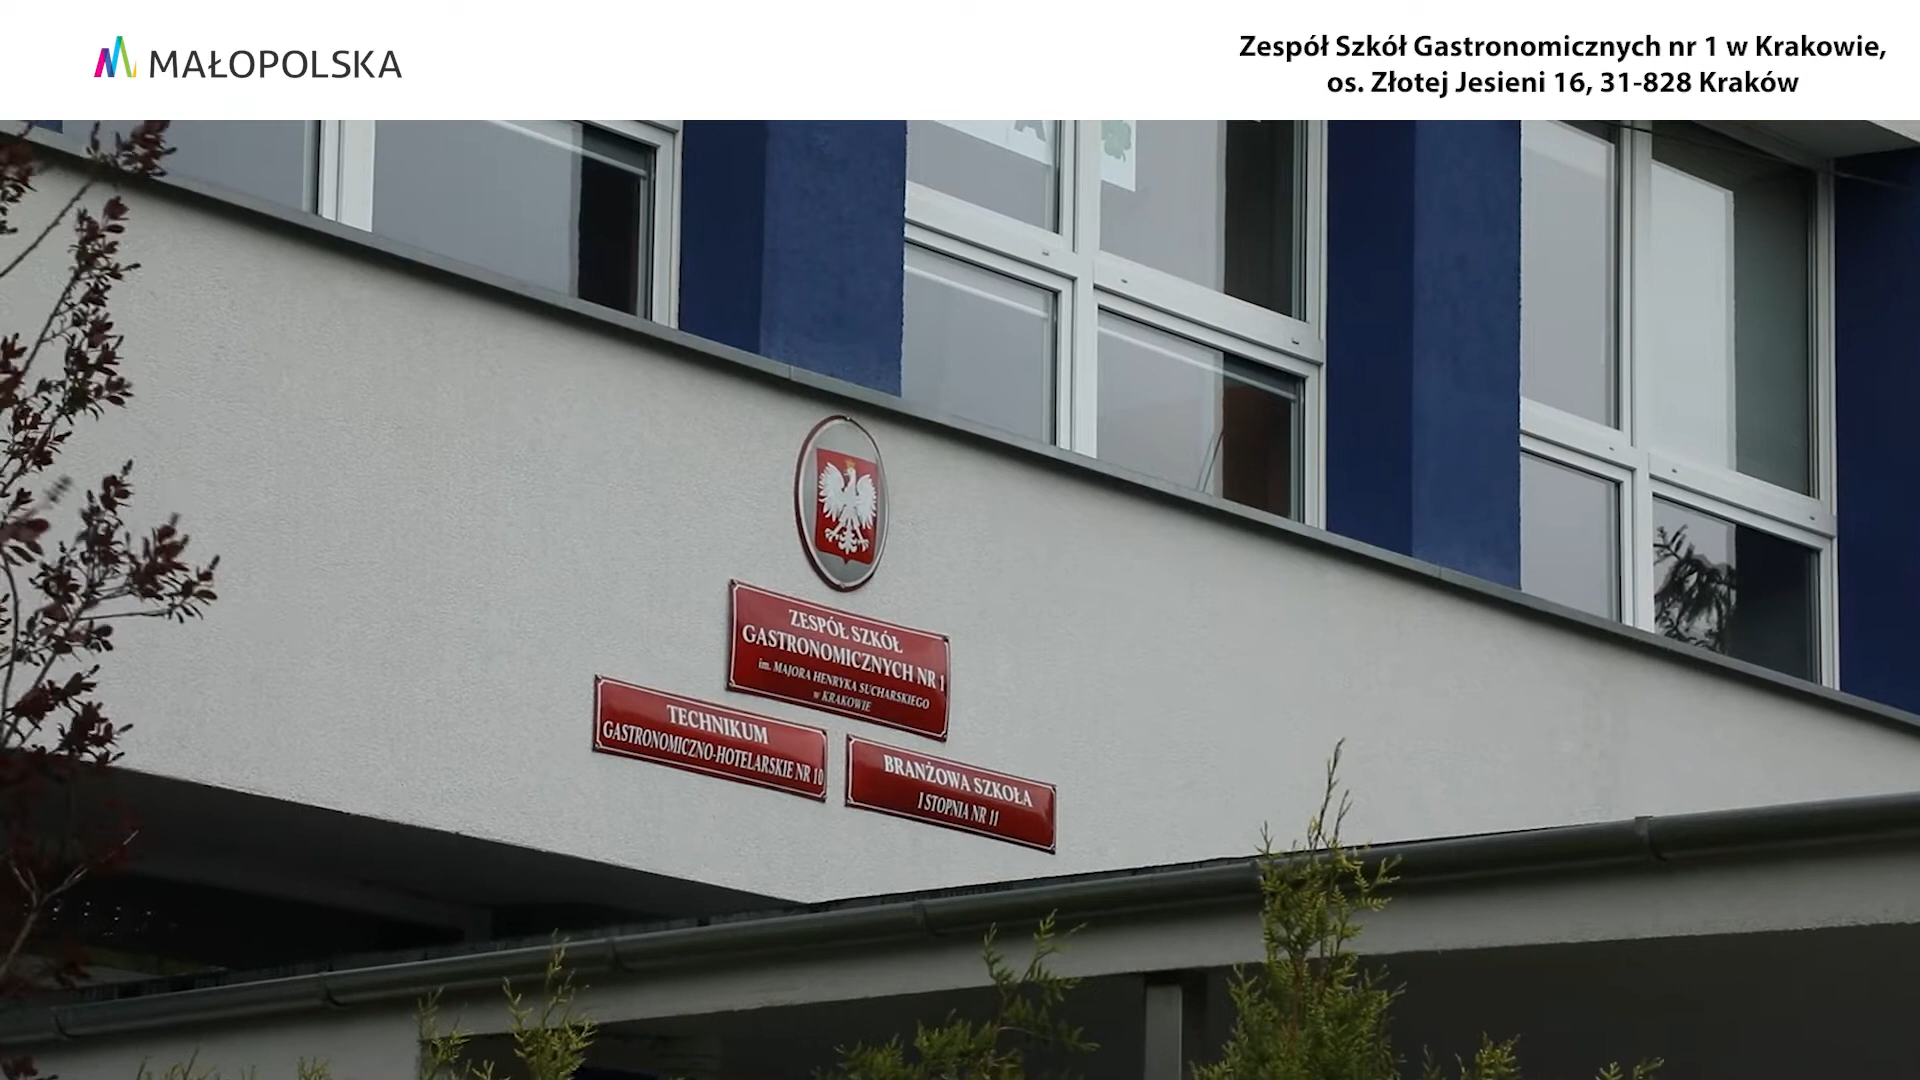 MAŁOPOLSKA
Zespół Szkół Gastronomicznych nr 1 w Krakowie,
os. Złotej Jesieni 16, 31-828 Kraków
ZESPÓŁ SZKÓŁ
GASTRONOMICZNYCH NR 1
im. MAJORA HENRYKA SUCHARSKIEGO
w KRAKOWIE
TECHNIKUM
GASTRONOMICZNO-HOTELARSKIE NR 10
BRANŻOWA SZKOŁA
I STOPNIA NR 11